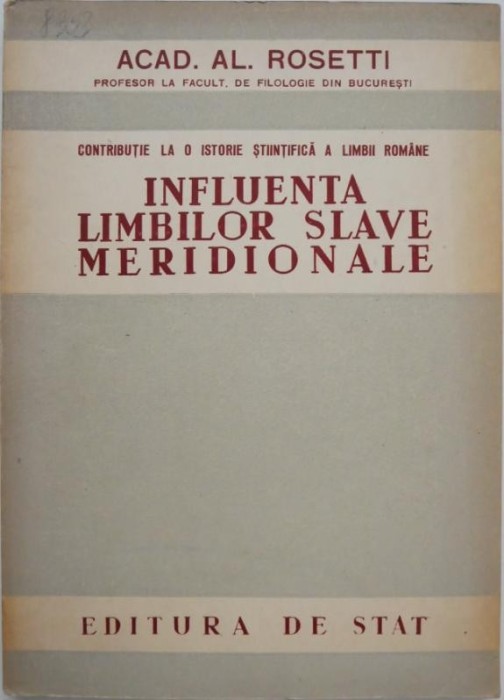 ACAD. AL. ROSETTI
PROFESOR LA FACULT. DE FILOLOGIE DIN BUCUREȘTI
CONTRIBUȚIE LA O ISTORIE ȘTIINȚIFICĂ A LIMBII ROMÂNE
INFLUENTA
LIMBILOR SLAVE
MERIDIONALE
EDITURA DE STAT